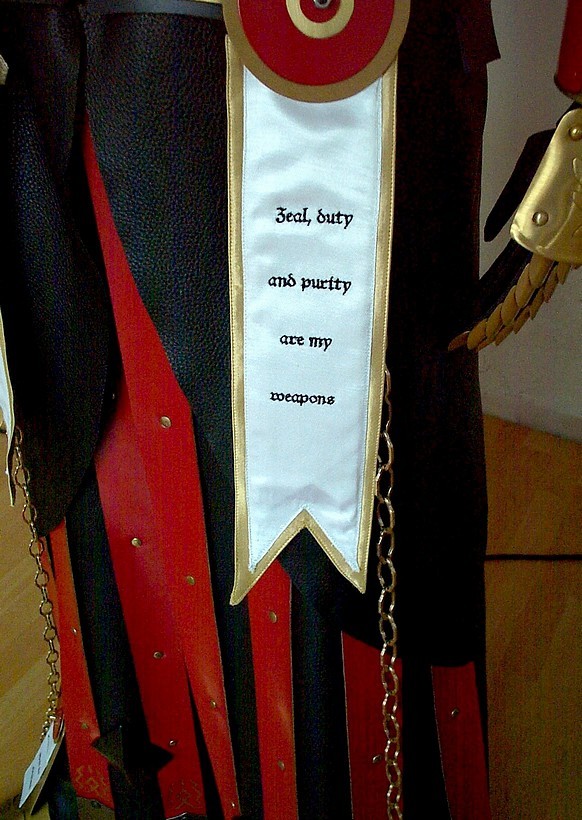 Zeal, duty
and purity
are my
weapons